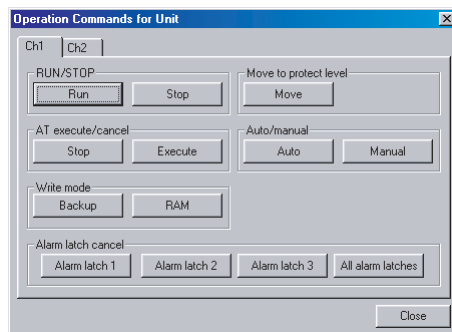 Operation Commands for Unit
Ch1 Ch2
RUN/STOP Move to protect level
Run Stop Move
AT execute/cancel Auto/manual
Stop Execute Auto Manual
Write mode
Backup RAM
Alarm latch cancel
Alarm latch 1 Alarm latch 2 Alarm latch 3 All alarm latches
Close